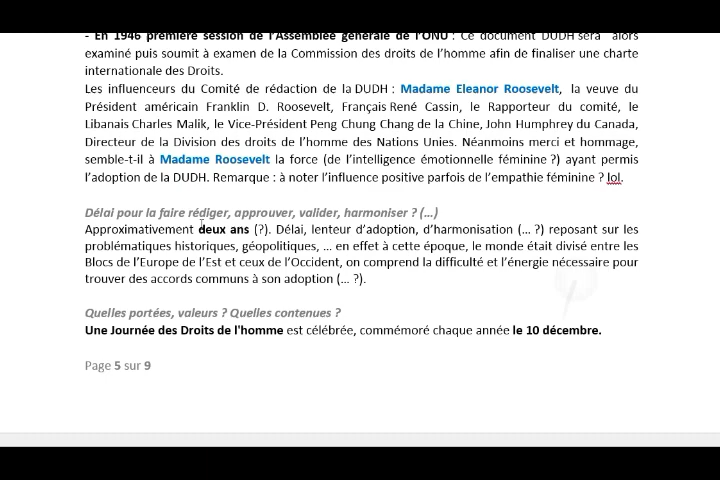 - En 1946 première session de l'Assemblée générale de l'ONU : Ce document DUDH sera alors
examiné puis soumit à examen de la Commission des droits de l'homme afin de finaliser une charte
internationale des Droits.
Les influenceurs du Comité de rédaction de la DUDH : Madame Eleanor Roosevelt, la veuve du
Président américain Franklin D. Roosevelt, Français René Cassin, le Rapporteur du comité, le
Libanais Charles Malik, le Vice-Président Peng Chung Chang de la Chine, John Humphrey du Canada,
Directeur de la Division des droits de l'homme des Nations Unies. Néanmoins merci et hommage,
semble-t-il à Madame Roosevelt la force (de l'intelligence émotionnelle féminine ?) ayant permis
l'adoption de la DUDH. Remarque : à noter l'influence positive parfois de l'empathie féminine ? lol.
Délai pour la faire rédiger, approuver, valider, harmoniser ? (...)
Approximativement deux ans (?). Délai, lenteur d'adoption, d'harmonisation (... ?) reposant sur les
problématiques historiques, géopolitiques, ... en effet à cette époque, le monde était divisé entre les
Blocs de l'Europe de l'Est et ceux de l'Occident, on comprend la difficulté et l'énergie nécessaire pour
trouver des accords communs à son adoption (... ?).
Quelles portées, valeurs ? Quelles contenues ?
Une Journée des Droits de l'homme est célébrée, commémoré chaque année le 10 décembre.
Page 5 sur 9